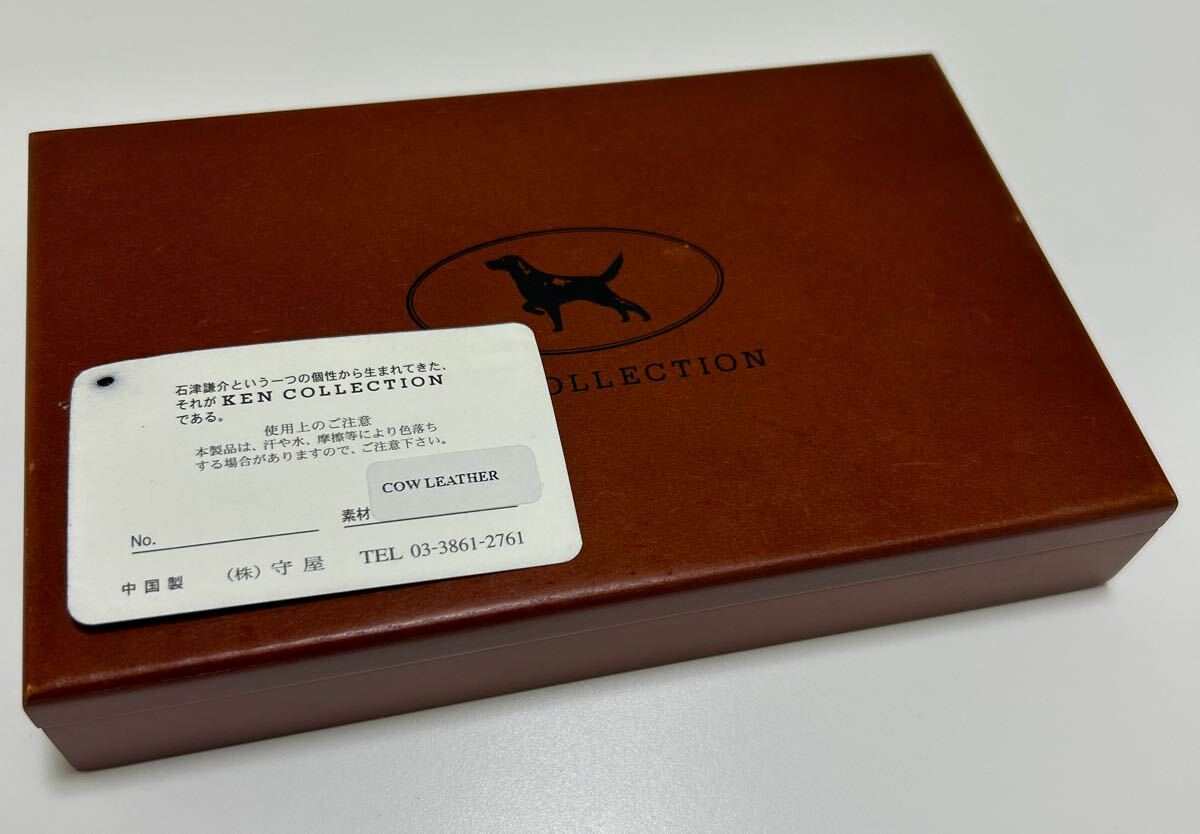 OLLECTION
石津謙介という一つの個性から生まれてきた、
それが KEN COLLECTION
である。
使用上のご注意
本製品は、汗や水、摩擦等により色落ち
する場合がありますので、ご注意下さい。
COW LEATHER
No. 素材
中国製 (株)守屋 TEL 03-3861-2761